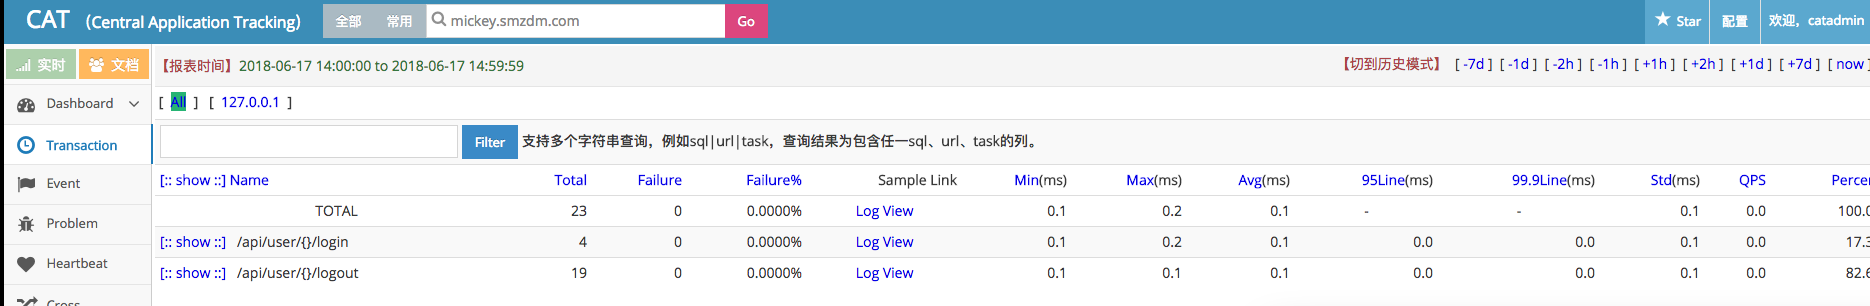 CAT (Central Application Tracking) 全部 常用 mickey.smzdm.com Go Star 配置 欢迎，catadmin
实时 文档 【报表时间】2018-06-17 14:00:00 to 2018-06-17 14:59:59 【切到历史模式】 [ -7d ] [ -1d ] [ -2h ] [ -1h ] [ +1h ] [ +2h ] [ +1d ] [ +7d ] [ now ]
Dashboard [ All ] [ 127.0.0.1 ]
Transaction Filter 支持多个字符串查询，例如sql|url|task，查询结果为包含任一sql、url、task的列。
Event [:: show ::] Name Total Failure Failure% Sample Link Min(ms) Max(ms) Avg(ms) 95Line(ms) 99.9Line(ms) Std(ms) QPS Percen
Problem TOTAL 23 0 0.0000% Log View 0.1 0.2 0.1 - - 0.1 0.0 100.0
[:: show ::] /api/user/{}/login 4 0 0.0000% Log View 0.1 0.2 0.1 0.0 0.0 0.1 0.0 17.3
Heartbeat [:: show ::] /api/user/{}/logout 19 0 0.0000% Log View 0.1 0.1 0.1 0.0 0.0 0.1 0.0 82.6
Cross